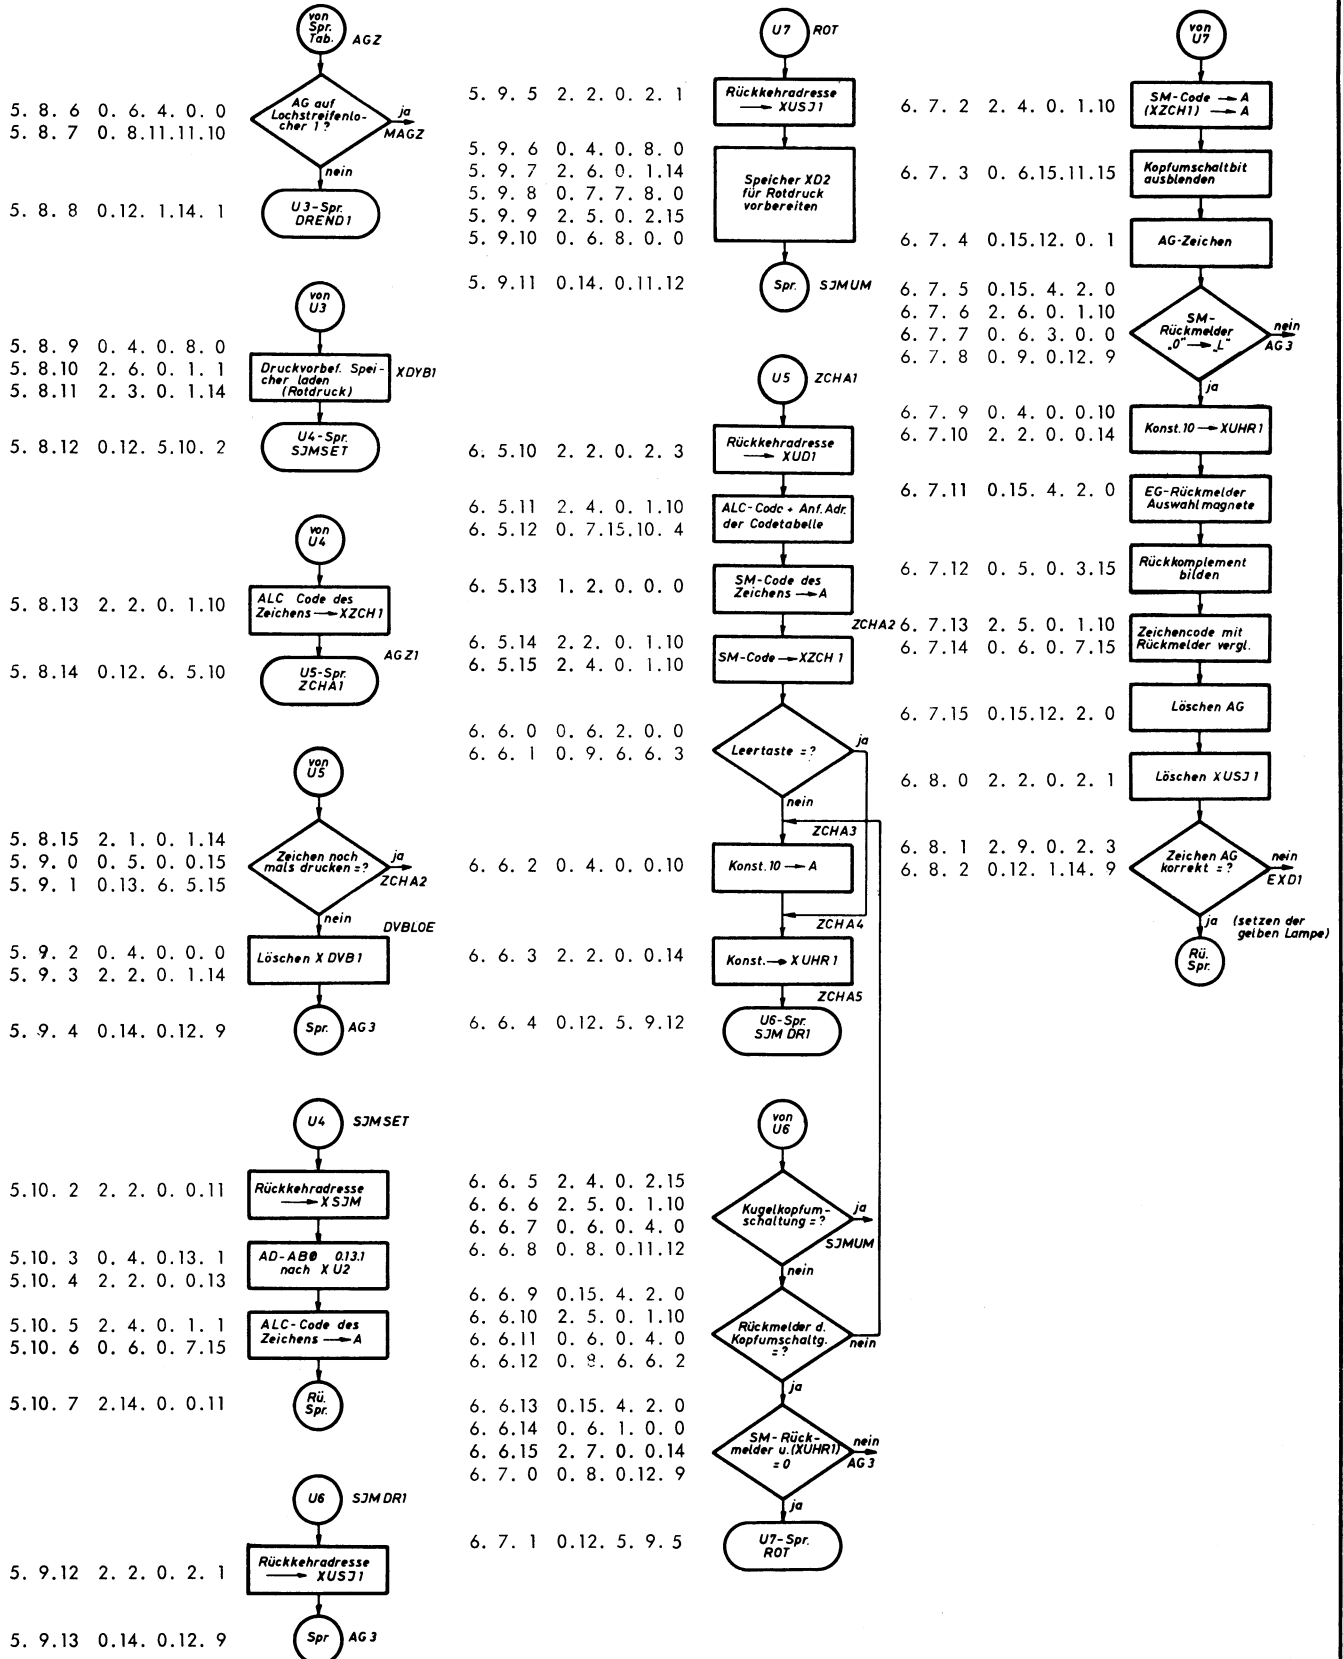 von
Spr.
Tab.
AGZ
5. 8. 6 0. 6. 4. 0. 0
5. 8. 7 0. 8.11.11.10
AG auf
Lochstreifenlo-
cher 1 ?
ja
MAGZ
nein
5. 8. 8 0.12. 1.14. 1
U3-Spr.
DREND1
von
U3
5. 8. 9 0. 4. 0. 8. 0
5. 8.10 2. 6. 0. 1. 1
5. 8.11 2. 3. 0. 1.14
Druckvorbef. Spei-
cher laden
(Rotdruck)
XDYB1
5. 8.12 0.12. 5.10. 2
U4-Spr.
SJMSET
von
U4
5. 8.13 2. 2. 0. 1.10
ALC Code des
Zeichens → XZCH1
AGZ1
5. 8.14 0.12. 6. 5.10
U5-Spr.
ZCHA1
von
U5
5. 8.15 2. 1. 0. 1.14
5. 9. 0 0. 5. 0. 0.15
5. 9. 1 0.13. 6. 5.15
Zeichen noch
mals drucken = ?
ja
ZCHA2
nein
DVBLOE
5. 9. 2 0. 4. 0. 0. 0
5. 9. 3 2. 2. 0. 1.14
Löschen X DVB1
5. 9. 4 0.14. 0.12. 9
Spr.
AG3
U4
SJMSET
5.10. 2 2. 2. 0. 0.11
Rückkehradresse
→ X SJM
5.10. 3 0. 4. 0.13. 1
5.10. 4 2. 2. 0. 0.13
AD-ABØ 0.13.1
nach X U2
5.10. 5 2. 4. 0. 1. 1
5.10. 6 0. 6. 0. 7.15
ALC-Code des
Zeichens → A
5.10. 7 2.14. 0. 0.11
Rü.
Spr.
U6
SJM DR1
5. 9.12 2. 2. 0. 2. 1
Rückkehradresse
→ XUSJ1
5. 9.13 0.14. 0.12. 9
Spr
AG3
U7
ROT
5. 9. 5 2. 2. 0. 2. 1
Rückkehradresse
→ XUSJ1
5. 9. 6 0. 4. 0. 8. 0
5. 9. 7 2. 6. 0. 1.14
5. 9. 8 0. 7. 7. 8. 0
5. 9. 9 2. 5. 0. 2.15
5. 9.10 0. 6. 8. 0. 0
Speicher XD2
für Rotdruck
vorbereiten
5. 9.11 0.14. 0.11.12
Spr.
SJMUM
U5
ZCHA1
6. 5.10 2. 2. 0. 2. 3
Rückkehradresse
→ XUD1
6. 5.11 2. 4. 0. 1.10
6. 5.12 0. 7.15.10. 4
ALC-Code + Anf. Adr.
der Codetabelle
6. 5.13 1. 2. 0. 0. 0
SM-Code des
Zeichens → A
ZCHA2
6. 5.14 2. 2. 0. 1.10
6. 5.15 2. 4. 0. 1.10
SM-Code → XZCH 1
6. 6. 0 0. 6. 2. 0. 0
6. 6. 1 0. 9. 6. 6. 3
Leertaste = ?
ja
nein
ZCHA3
6. 6. 2 0. 4. 0. 0.10
Konst. 10 → A
ZCHA4
6. 6. 3 2. 2. 0. 0.14
Konst. → XUHR1
ZCHA5
6. 6. 4 0.12. 5. 9.12
U6-Spr.
SJM DR1
von
U6
6. 6. 5 2. 4. 0. 2.15
6. 6. 6 2. 5. 0. 1.10
6. 6. 7 0. 6. 0. 4. 0
6. 6. 8 0. 8. 0.11.12
Kugelkopfum-
schaltung = ?
ja
SJMUM
nein
6. 6. 9 0.15. 4. 2. 0
6. 6.10 2. 5. 0. 1.10
6. 6.11 0. 6. 0. 4. 0
6. 6.12 0. 8. 6. 6. 2
Rückmelder d.
Kopfumschaltg.
= ?
nein
ja
6. 6.13 0.15. 4. 2. 0
6. 6.14 0. 6. 1. 0. 0
6. 6.15 2. 7. 0. 0.14
6. 7. 0 0. 8. 0.12. 9
SM-Rück-
melder u.(XUHR1)
= 0
nein
AG3
ja
6. 7. 1 0.12. 5. 9. 5
U7-Spr.
ROT
von
U7
6. 7. 2 2. 4. 0. 1.10
SM-Code → A
(XZCH1) → A
6. 7. 3 0. 6.15.11.15
Kopfumschaltbit
ausblenden
6. 7. 4 0.15.12. 0. 1
AG-Zeichen
6. 7. 5 0.15. 4. 2. 0
6. 7. 6 2. 6. 0. 1.10
6. 7. 7 0. 6. 3. 0. 0
6. 7. 8 0. 9. 0.12. 9
SM-
Rückmelder
„0" → „L"
nein
AG3
ja
6. 7. 9 0. 4. 0. 0.10
6. 7.10 2. 2. 0. 0.14
Konst. 10 → XUHR1
6. 7.11 0.15. 4. 2. 0
EG-Rückmelder
Auswahlmagnete
6. 7.12 0. 5. 0. 3.15
Rückkomplement
bilden
6. 7.13 2. 5. 0. 1.10
6. 7.14 0. 6. 0. 7.15
Zeichencode mit
Rückmelder vergl.
6. 7.15 0.15.12. 2. 0
Löschen AG
6. 8. 0 2. 2. 0. 2. 1
Löschen XUSJ 1
6. 8. 1 2. 9. 0. 2. 3
6. 8. 2 0.12. 1.14. 9
Zeichen AG
korrekt = ?
nein
EXD1
ja
(setzen der
gelben Lampe)
Rü.
Spr.